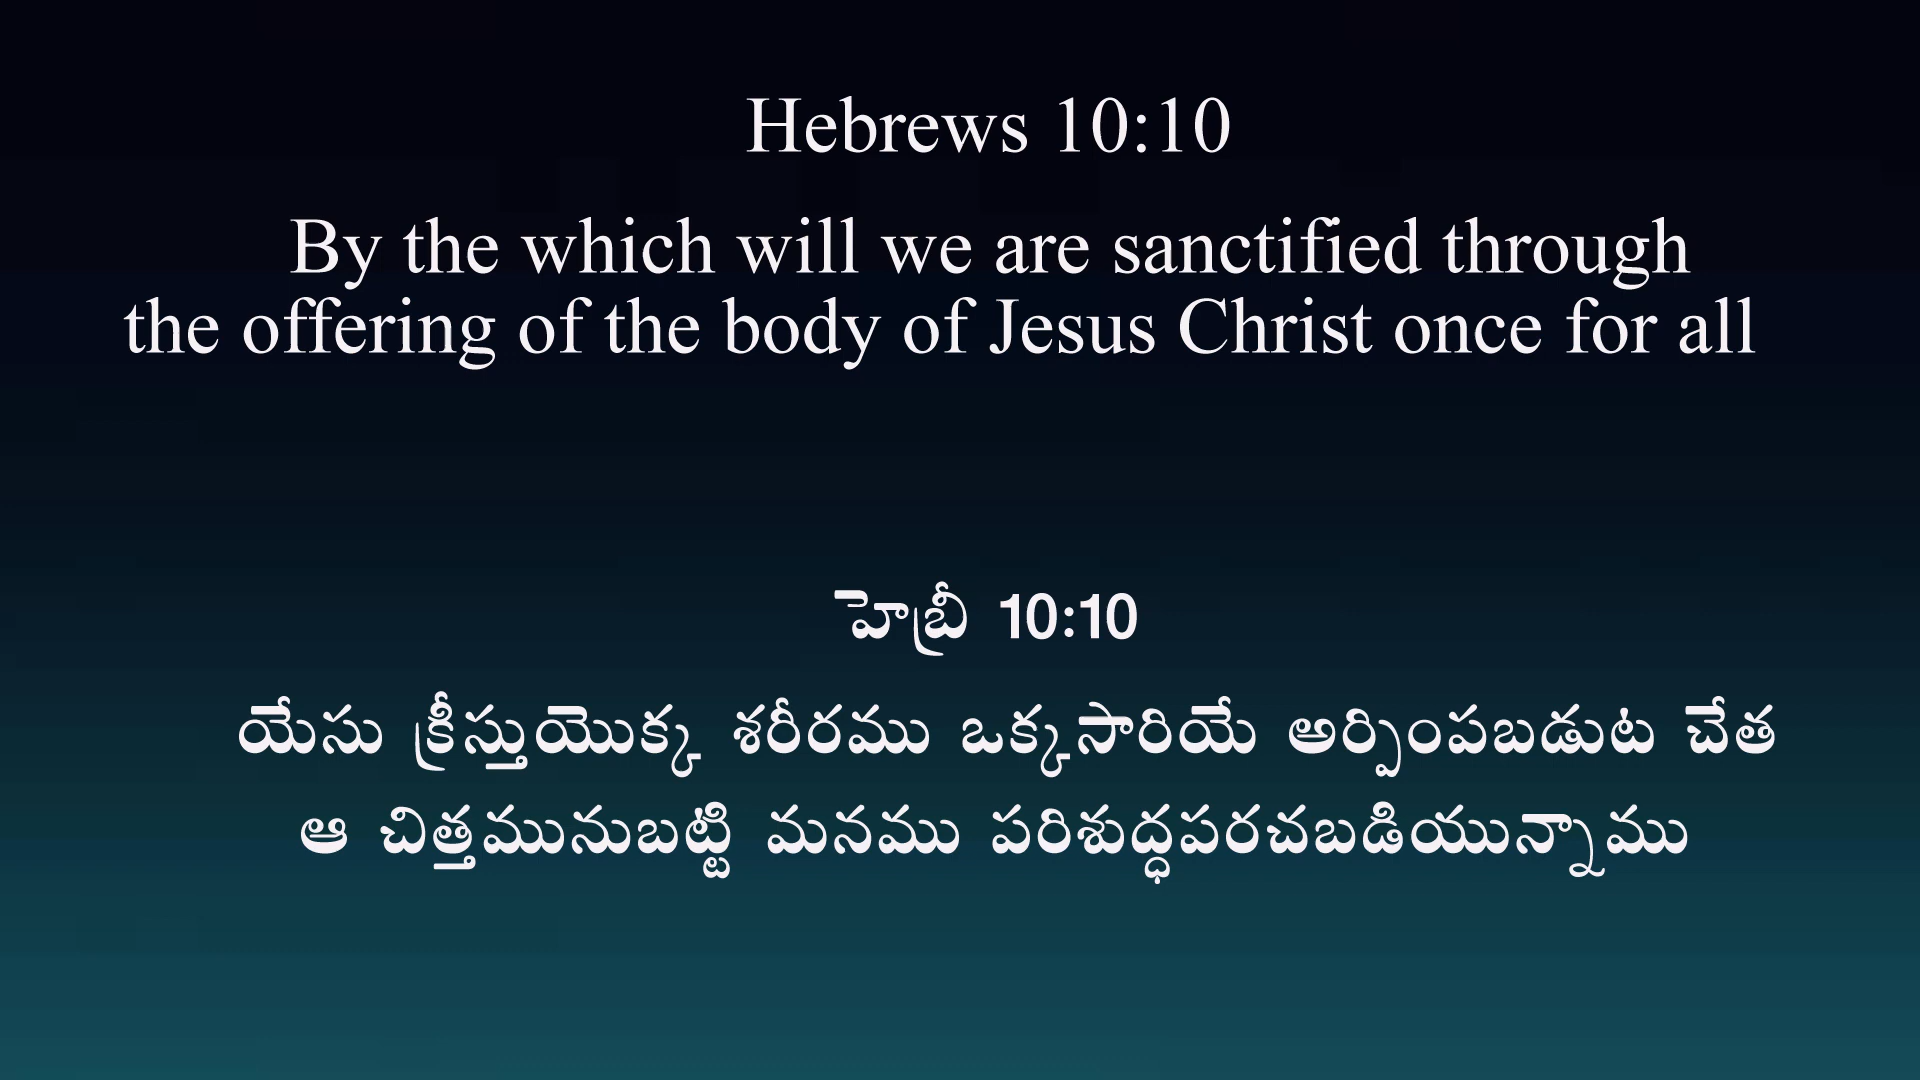 Hebrews 10:10
By the which will we are sanctified through
the offering of the body of Jesus Christ once for all
హెబ్రీ 10:10
యేసు క్రీస్తుయొక్క శరీరము ఒక్కసారియే అర్పింపబడుట చేత
ఆ చిత్తమునుబట్టి మనము పరిశుద్ధపరచబడియున్నాము